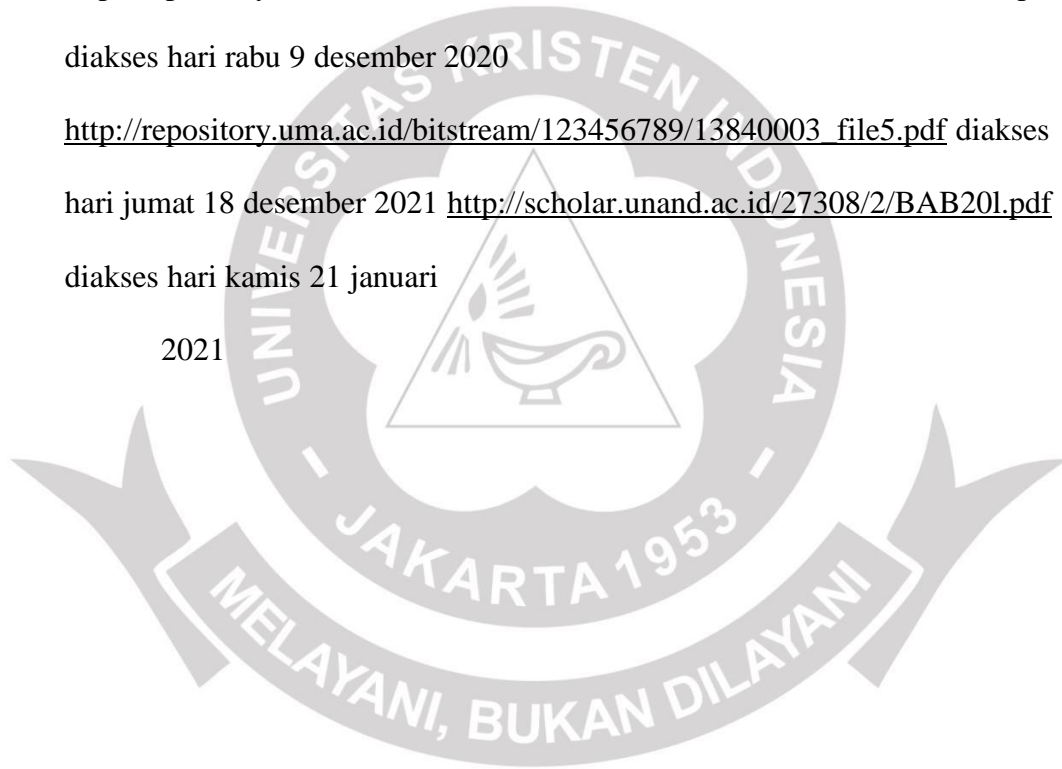 diakses hari rabu 9 desember 2020
http://repository.uma.ac.id/bitstream/123456789/13840003_file5.pdf diakses
hari jumat 18 desember 2021 http://scholar.unand.ac.id/27308/2/BAB20l.pdf
diakses hari kamis 21 januari
2021
UNIVERSITAS KRISTEN INDONESIA
- JAKARTA 1953 -
MELAYANI, BUKAN DILAYANI